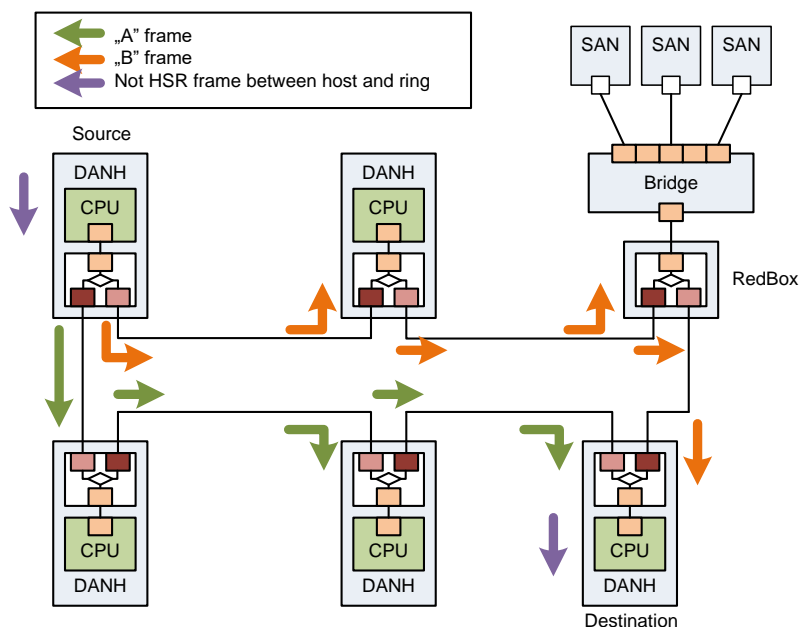 „A” frame
„B” frame
Not HSR frame between host and ring
SAN SAN SAN
Source
DANH DANH
Bridge
CPU CPU
RedBox
CPU CPU CPU
DANH DANH DANH
Destination